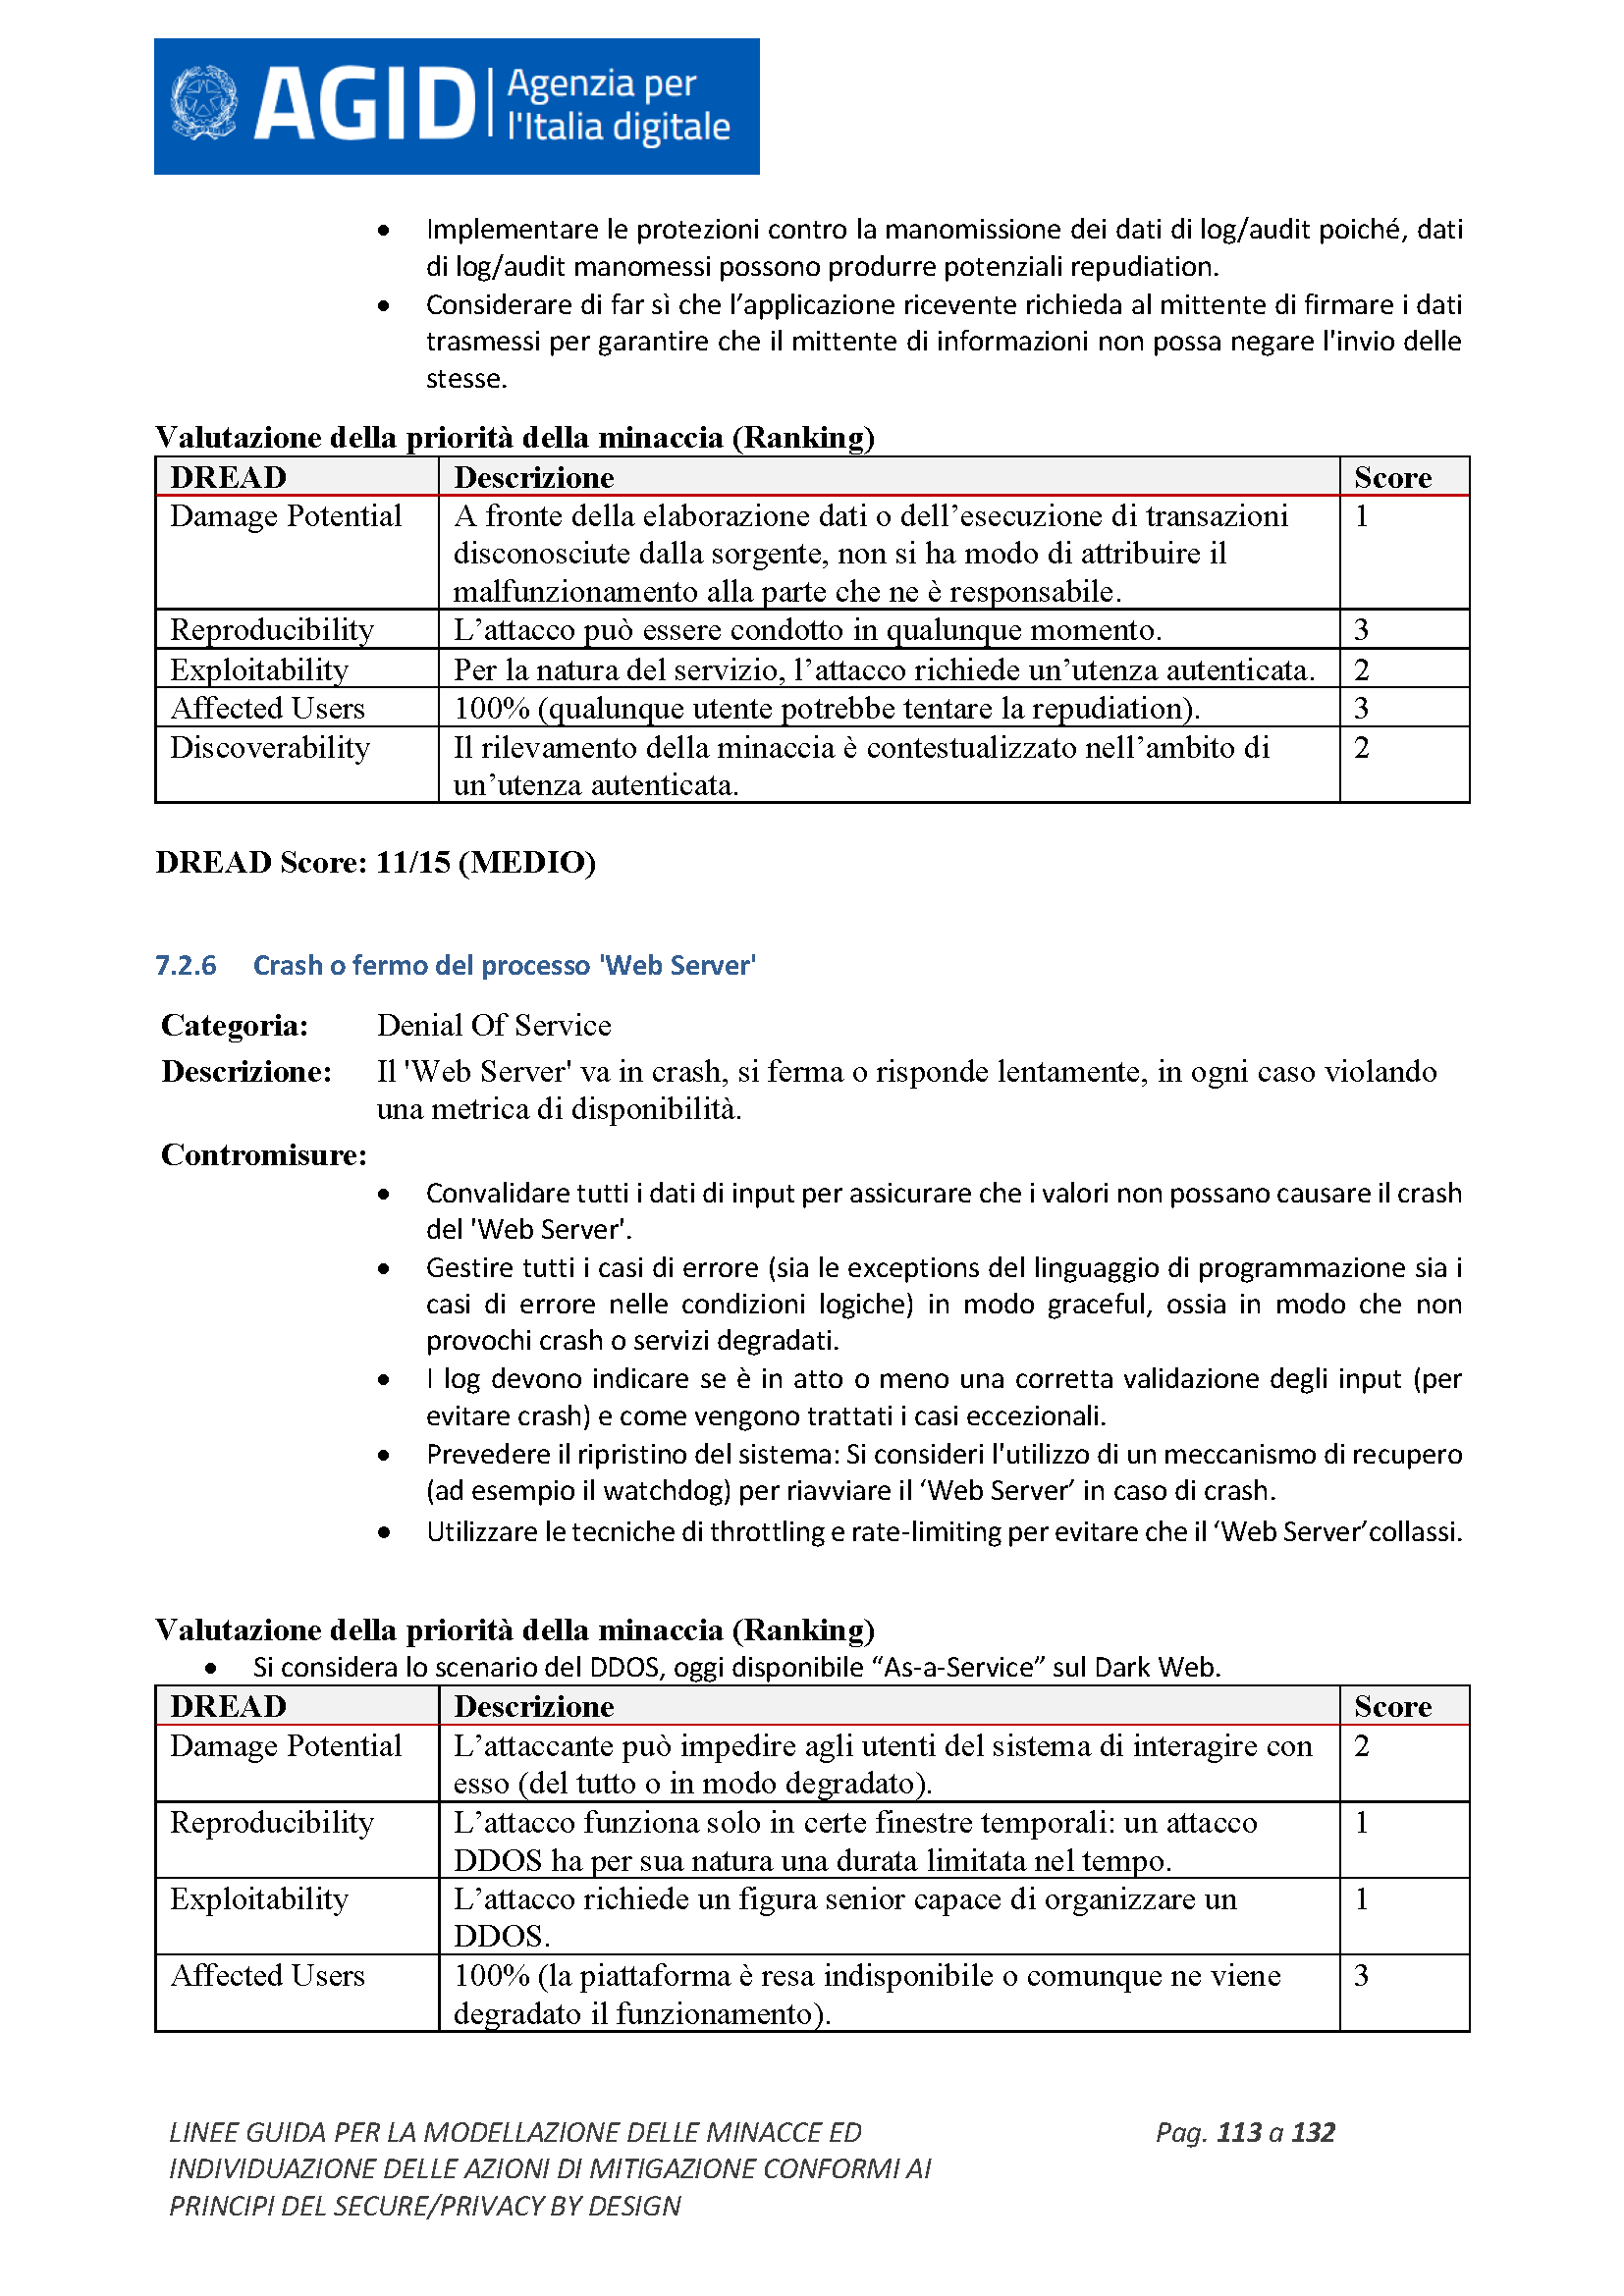 AGID Agenzia per
l'Italia digitale
• Implementare le protezioni contro la manomissione dei dati di log/audit poiché, dati
di log/audit manomessi possono produrre potenziali repudiation.
• Considerare di far sì che l’applicazione ricevente richieda al mittente di firmare i dati
trasmessi per garantire che il mittente di informazioni non possa negare l'invio delle
stesse.
Valutazione della priorità della minaccia (Ranking)
DREAD Descrizione Score
Damage Potential A fronte della elaborazione dati o dell’esecuzione di transazioni 1
disconosciute dalla sorgente, non si ha modo di attribuire il
malfunzionamento alla parte che ne è responsabile.
Reproducibility L’attacco può essere condotto in qualunque momento. 3
Exploitability Per la natura del servizio, l’attacco richiede un’utenza autenticata. 2
Affected Users 100% (qualunque utente potrebbe tentare la repudiation). 3
Discoverability Il rilevamento della minaccia è contestualizzato nell’ambito di 2
un’utenza autenticata.
DREAD Score: 11/15 (MEDIO)
7.2.6 Crash o fermo del processo 'Web Server'
Categoria: Denial Of Service
Descrizione: Il 'Web Server' va in crash, si ferma o risponde lentamente, in ogni caso violando
una metrica di disponibilità.
Contromisure:
• Convalidare tutti i dati di input per assicurare che i valori non possano causare il crash
del 'Web Server'.
• Gestire tutti i casi di errore (sia le exceptions del linguaggio di programmazione sia i
casi di errore nelle condizioni logiche) in modo graceful, ossia in modo che non
provochi crash o servizi degradati.
• I log devono indicare se è in atto o meno una corretta validazione degli input (per
evitare crash) e come vengono trattati i casi eccezionali.
• Prevedere il ripristino del sistema: Si consideri l'utilizzo di un meccanismo di recupero
(ad esempio il watchdog) per riavviare il ‘Web Server’ in caso di crash.
• Utilizzare le tecniche di throttling e rate-limiting per evitare che il ‘Web Server’collassi.
Valutazione della priorità della minaccia (Ranking)
• Si considera lo scenario del DDOS, oggi disponibile “As-a-Service” sul Dark Web.
DREAD Descrizione Score
Damage Potential L’attaccante può impedire agli utenti del sistema di interagire con 2
esso (del tutto o in modo degradato).
Reproducibility L’attacco funziona solo in certe finestre temporali: un attacco 1
DDOS ha per sua natura una durata limitata nel tempo.
Exploitability L’attacco richiede un figura senior capace di organizzare un 1
DDOS.
Affected Users 100% (la piattaforma è resa indisponibile o comunque ne viene 3
degradato il funzionamento).
LINEE GUIDA PER LA MODELLAZIONE DELLE MINACCE ED Pag. 113 a 132
INDIVIDUAZIONE DELLE AZIONI DI MITIGAZIONE CONFORMI AI
PRINCIPI DEL SECURE/PRIVACY BY DESIGN